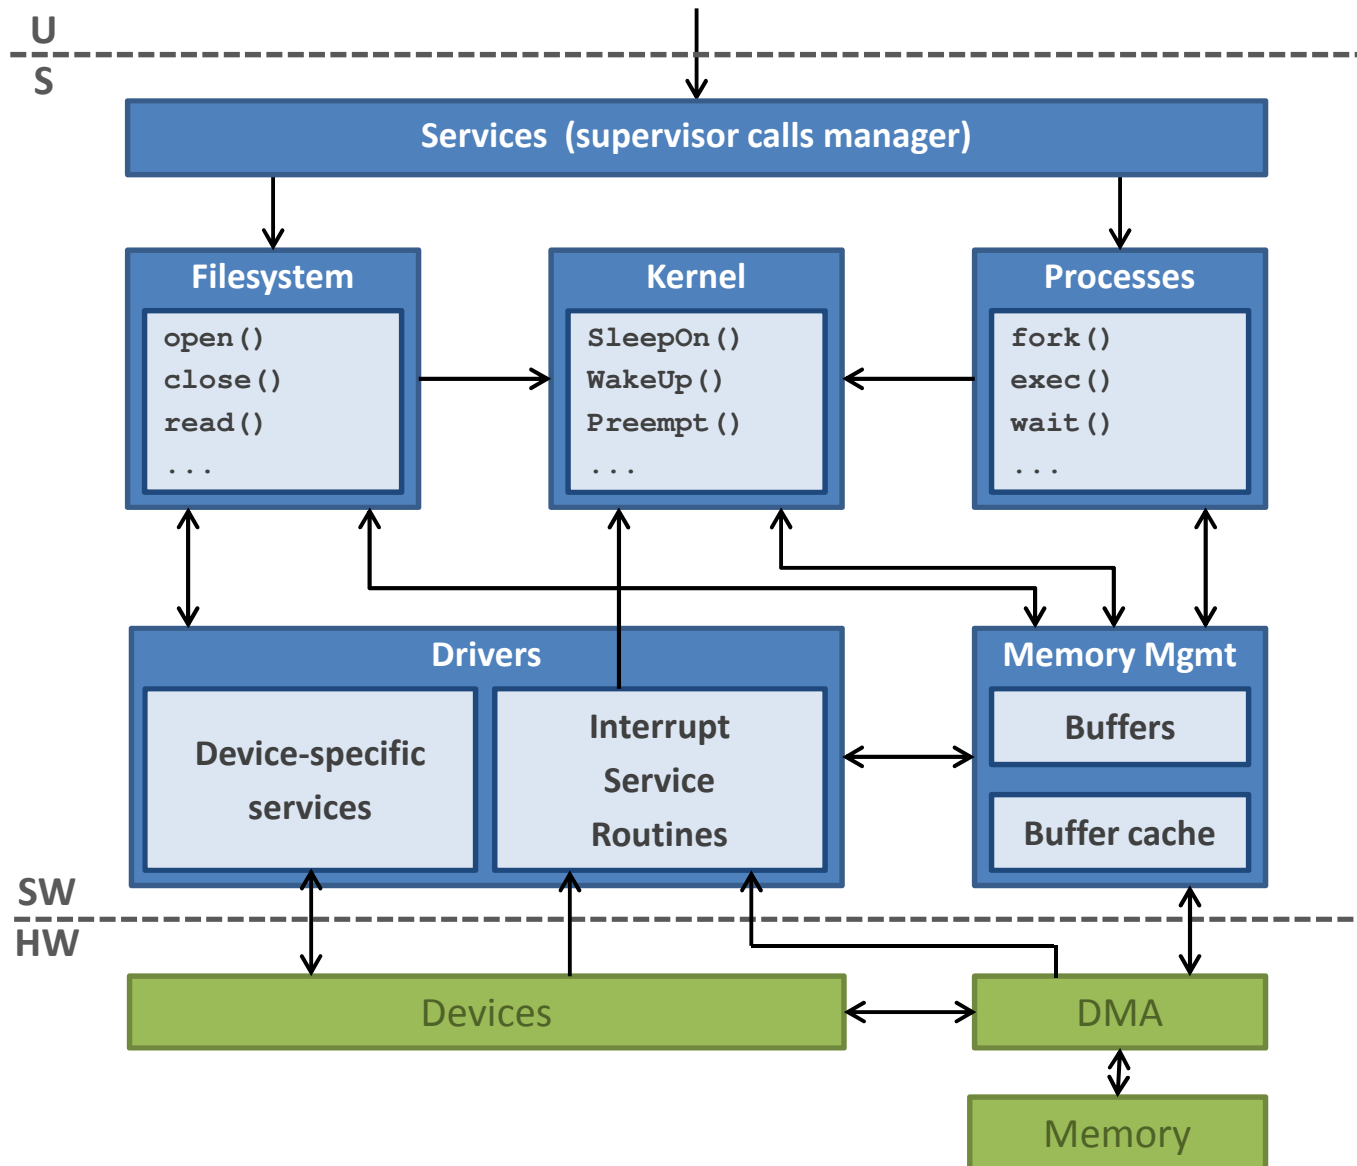 U
S
Services  (supervisor calls manager)
Filesystem
open()
close()
read()
...
Kernel
SleepOn()
WakeUp()
Preempt()
...
Processes
fork()
exec()
wait()
...
Drivers
Device-specific
services
Interrupt
Service
Routines
Memory Mgmt
Buffers
Buffer cache
SW
HW
Devices
DMA
Memory